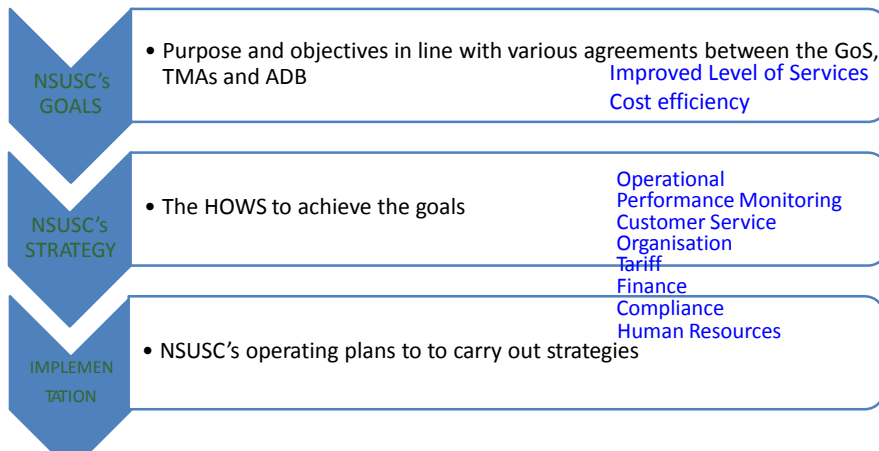 NSUSC's
GOALS
• Purpose and objectives in line with various agreements between the GoS,
TMAs and ADB
Improved Level of Services
Cost efficiency
NSUSC's
STRATEGY
• The HOWS to achieve the goals
Operational
Performance Monitoring
Customer Service
Organisation
Tariff
Finance
Compliance
Human Resources
IMPLEMEN
TATION
• NSUSC's operating plans to to carry out strategies